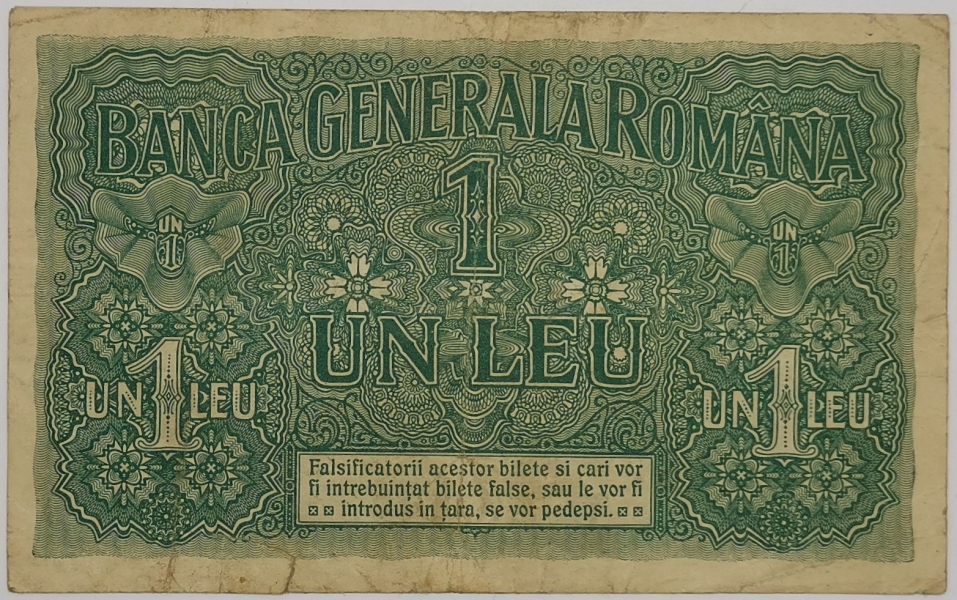 BANCA GENERALA ROMÂNA
1
UN
1
UN
1
UN LEU
UN 1 LEU
UN 1 LEU
Falsificatorii acestor bilete si cari vor
fi intrebuințat bilete false, sau le vor fi
introdus in țara, se vor pedepsi.